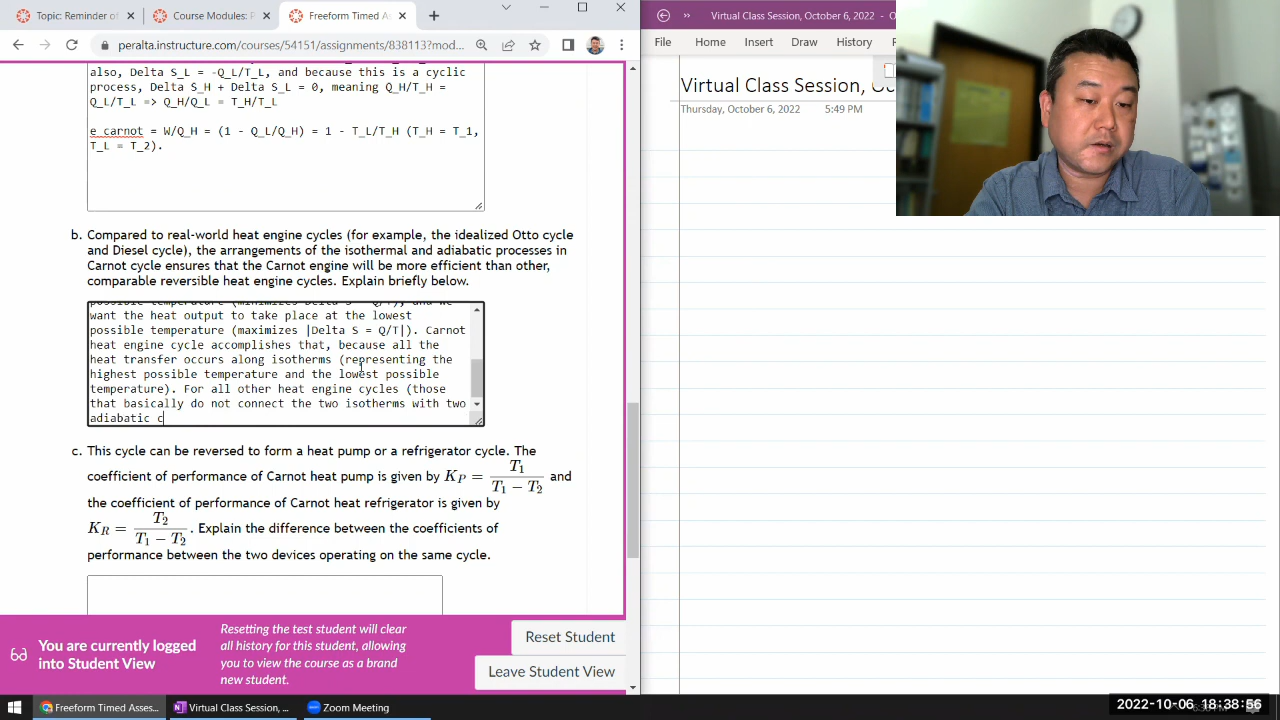 Topic: Reminder of
Course Modules: P
Freeform Timed As
peralta.instructure.com/courses/54151/assignments/838113?mod...
also, Delta S_L = -Q_L/T_L, and because this is a cyclic
process, Delta S_H + Delta S_L = 0, meaning Q_H/T_H =
Q_L/T_L => Q_H/Q_L = T_H/T_L
e_carnot = W/Q_H = (1 - Q_L/Q_H) = 1 - T_L/T_H (T_H = T_1,
T_L = T_2).
b. Compared to real-world heat engine cycles (for example, the idealized Otto cycle
and Diesel cycle), the arrangements of the isothermal and adiabatic processes in
Carnot cycle ensures that the Carnot engine will be more efficient than other,
comparable reversible heat engine cycles. Explain briefly below.
possible temperature (minimizes Delta S = Q/T), and we
want the heat output to take place at the lowest
possible temperature (maximizes |Delta S = Q/T|). Carnot
heat engine cycle accomplishes that, because all the
heat transfer occurs along isotherms (representing the
highest possible temperature and the lowest possible
temperature). For all other heat engine cycles (those
that basically do not connect the two isotherms with two
adiabatic c
c. This cycle can be reversed to form a heat pump or a refrigerator cycle. The
coefficient of performance of Carnot heat pump is given by K_P = T_1/(T_1 − T_2) and
the coefficient of performance of Carnot heat refrigerator is given by
K_R = T_2/(T_1 − T_2). Explain the difference between the coefficients of
performance between the two devices operating on the same cycle.
You are currently logged
into Student View
Resetting the test student will clear
all history for this student, allowing
you to view the course as a brand
new student.
Reset Student
Leave Student View
Virtual Class Session, October 6, 2022 - O
File Home Insert Draw History
Virtual Class Session, Oc
Thursday, October 6, 2022 5:49 PM
Freeform Timed Asses...
Virtual Class Session, ...
Zoom Meeting
2022-10-06 18:38:56